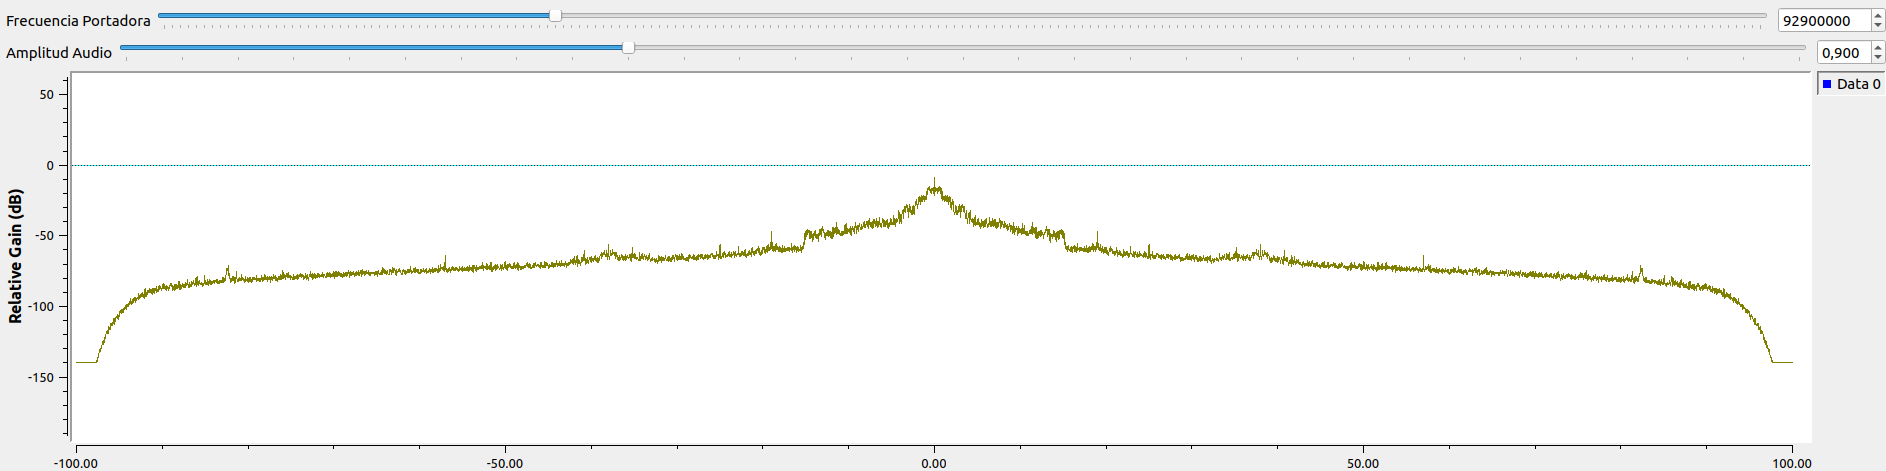 Frecuencia Portadora 92900000
Amplitud Audio 0,900
Data 0
Relative Gain (dB)
50
0
-50
-100
-150
-100.00 -50.00 0.00 50.00 100.00